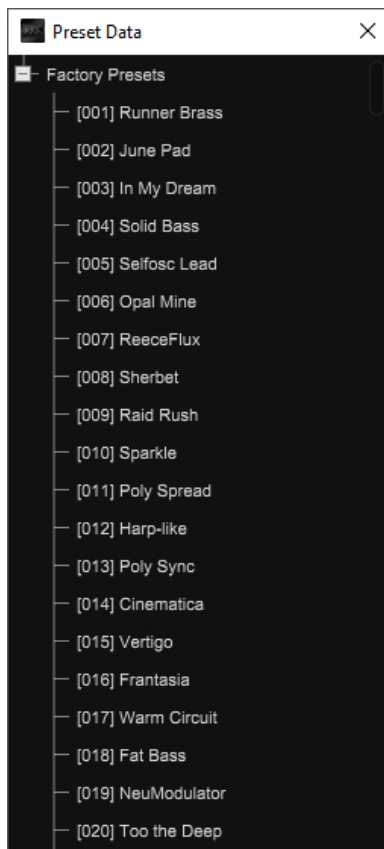 Preset Data
Factory Presets
[001] Runner Brass
[002] June Pad
[003] In My Dream
[004] Solid Bass
[005] Selfosc Lead
[006] Opal Mine
[007] ReeceFlux
[008] Sherbet
[009] Raid Rush
[010] Sparkle
[011] Poly Spread
[012] Harp-like
[013] Poly Sync
[014] Cinematica
[015] Vertigo
[016] Frantasia
[017] Warm Circuit
[018] Fat Bass
[019] NeuModulator
[020] Too the Deep